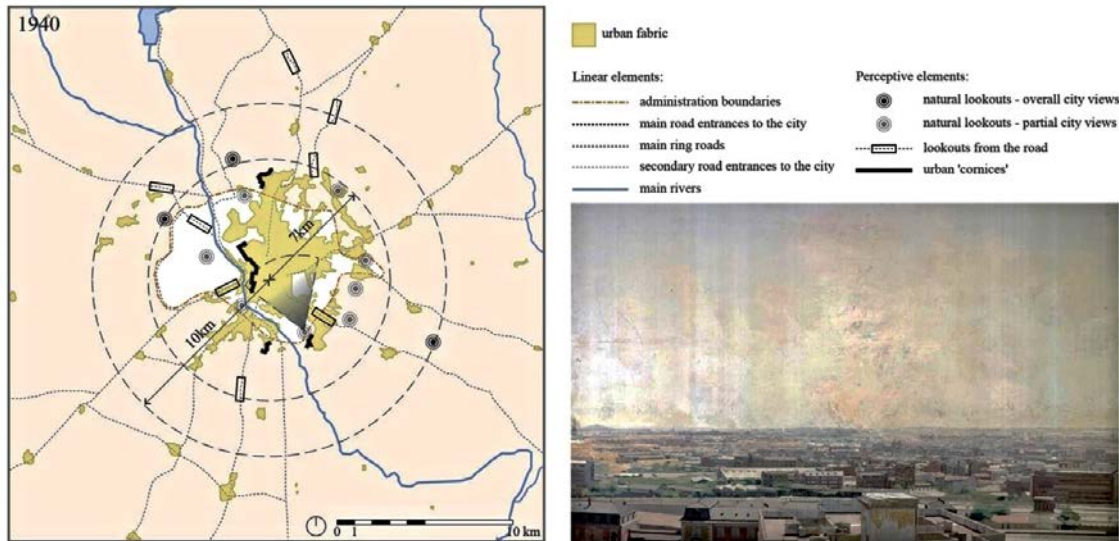 1940
7km
10km
0 1
10 km
urban fabric
Linear elements:
administration boundaries
main road entrances to the city
main ring roads
secondary road entrances to the city
main rivers
Perceptive elements:
natural lookouts - overall city views
natural lookouts - partial city views
lookouts from the road
urban 'cornices'